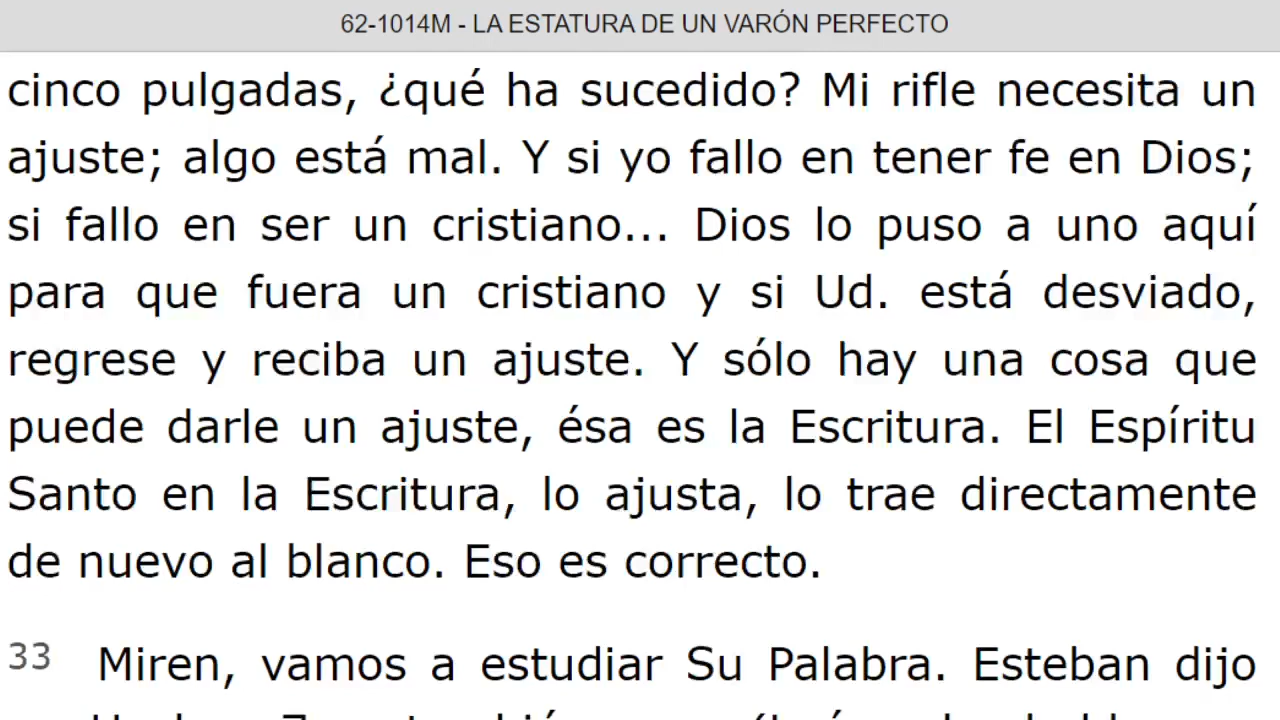 62-1014M - LA ESTATURA DE UN VARÓN PERFECTO
cinco pulgadas, ¿qué ha sucedido? Mi rifle necesita un
ajuste; algo está mal. Y si yo fallo en tener fe en Dios;
si fallo en ser un cristiano... Dios lo puso a uno aquí
para que fuera un cristiano y si Ud. está desviado,
regrese y reciba un ajuste. Y sólo hay una cosa que
puede darle un ajuste, ésa es la Escritura. El Espíritu
Santo en la Escritura, lo ajusta, lo trae directamente
de nuevo al blanco. Eso es correcto.
33 Miren, vamos a estudiar Su Palabra. Esteban dijo